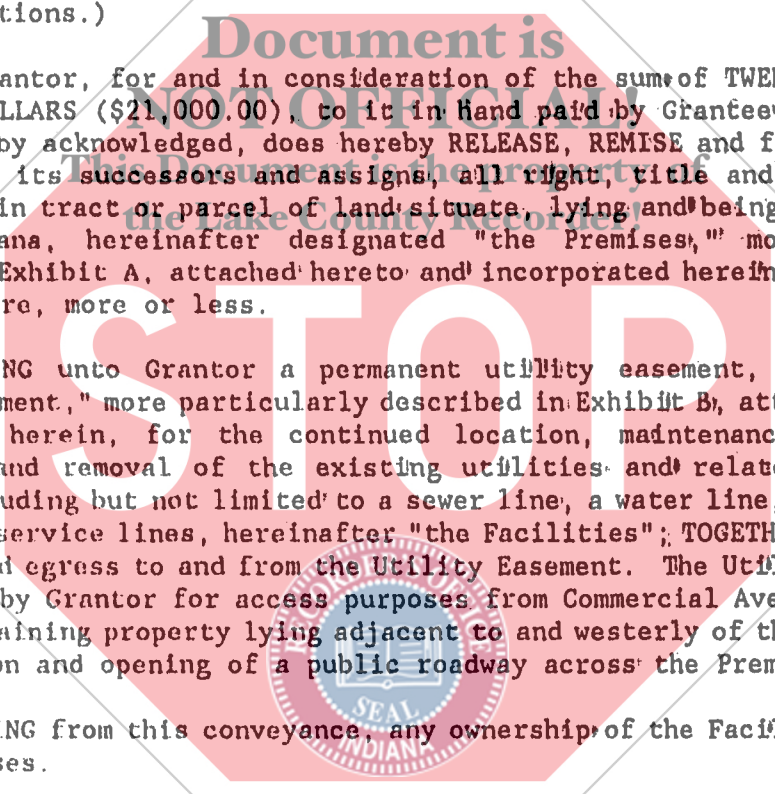 tions.)
Document is
antor, for and in consideration of the sum of TWE
NOT OFFICIAL!
LLARS ($21,000.00), to it in hand paid by Grantee
by acknowledged, does hereby RELEASE, REMISE and f
This Document is the property of
its successors and assigns, all right, title and
in tract or parcel of land situate, lying and being
the Lake County Recorder!
ana, hereinafter designated "the Premises," mo
Exhibit A, attached hereto and incorporated herein
re, more or less.
STOP
NG unto Grantor a permanent utility easement,
ment," more particularly described in Exhibit B, att
herein, for the continued location, maintenanc
and removal of the existing utilities and relat
uding but not limited to a sewer line, a water line
service lines, hereinafter "the Facilities"; TOGETH
d egress to and from the Utility Easement. The Util
by Grantor for access purposes from Commercial Ave
aining property lying adjacent to and westerly of th
on and opening of a public roadway across the Prem
SEAL
INDIANA
NG from this conveyance, any ownership of the Facil
ses.